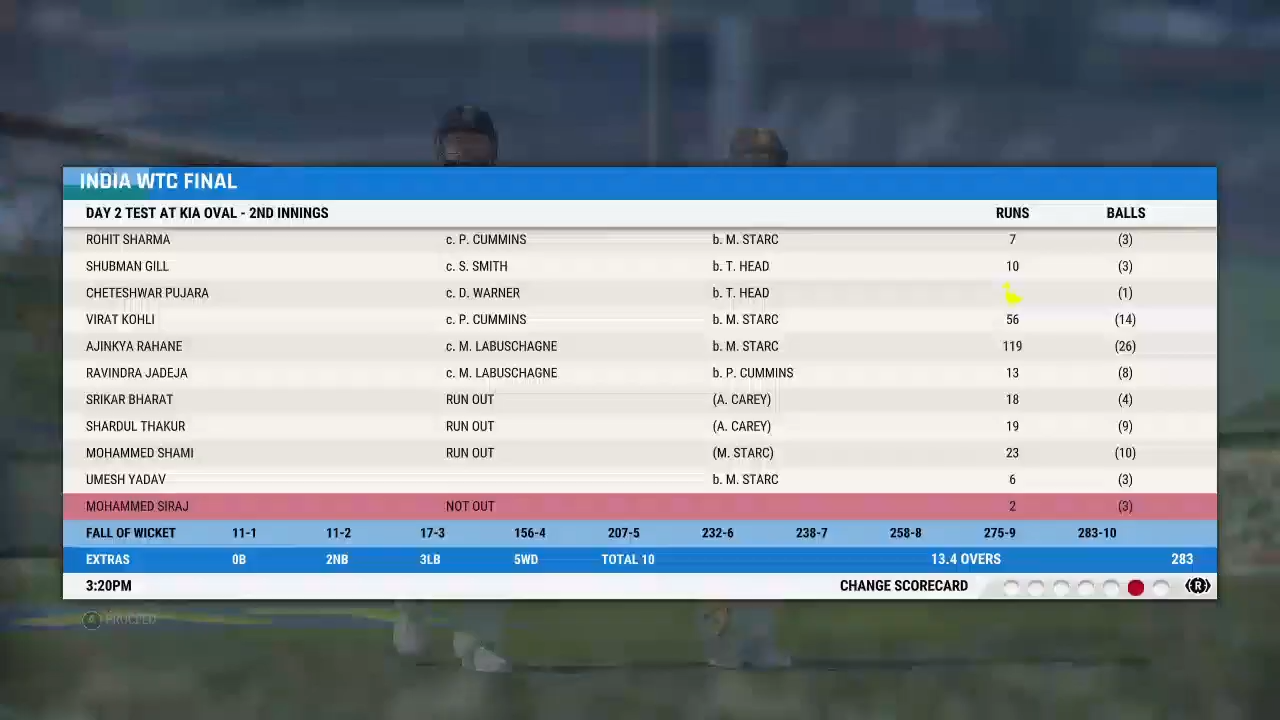 INDIA WTC FINAL
DAY 2 TEST AT KIA OVAL - 2ND INNINGS RUNS BALLS
ROHIT SHARMA c. P. CUMMINS b. M. STARC 7 (3)
SHUBMAN GILL c. S. SMITH b. T. HEAD 10 (3)
CHETESHWAR PUJARA c. D. WARNER b. T. HEAD (1)
VIRAT KOHLI c. P. CUMMINS b. M. STARC 56 (14)
AJINKYA RAHANE c. M. LABUSCHAGNE b. M. STARC 119 (26)
RAVINDRA JADEJA c. M. LABUSCHAGNE b. P. CUMMINS 13 (8)
SRIKAR BHARAT RUN OUT (A. CAREY) 18 (4)
SHARDUL THAKUR RUN OUT (A. CAREY) 19 (9)
MOHAMMED SHAMI RUN OUT (M. STARC) 23 (10)
UMESH YADAV b. M. STARC 6 (3)
MOHAMMED SIRAJ NOT OUT 2 (3)
FALL OF WICKET 11-1 11-2 17-3 156-4 207-5 232-6 238-7 258-8 275-9 283-10
EXTRAS 0B 2NB 3LB 5WD TOTAL 10 13.4 OVERS 283
3:20PM CHANGE SCORECARD R
A PROCEED